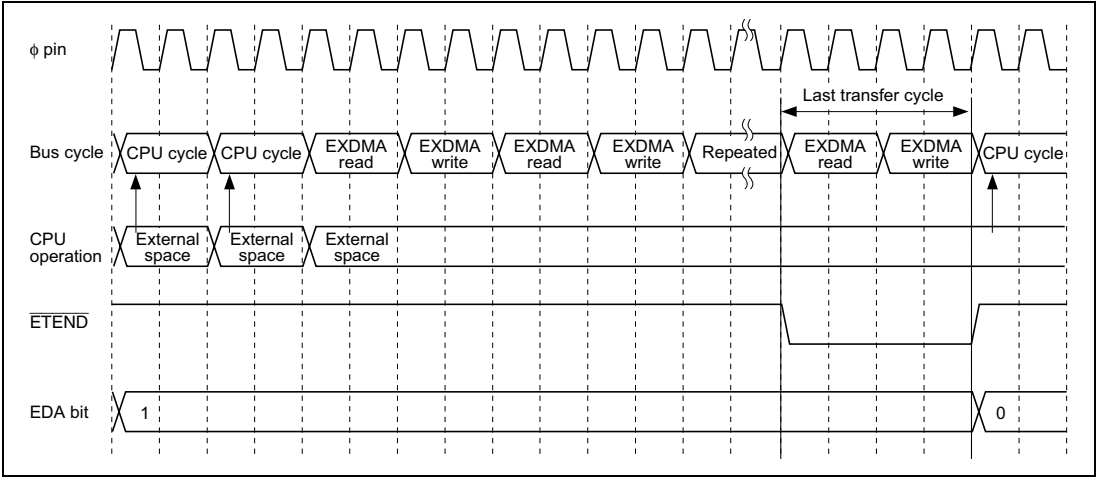 ϕ pin
Last transfer cycle
Bus cycle
CPU cycle
CPU cycle
EXDMA
read
EXDMA
write
EXDMA
read
EXDMA
write
Repeated
EXDMA
read
EXDMA
write
CPU cycle
CPU
operation
External
space
External
space
External
space
ETEND
EDA bit
1
0